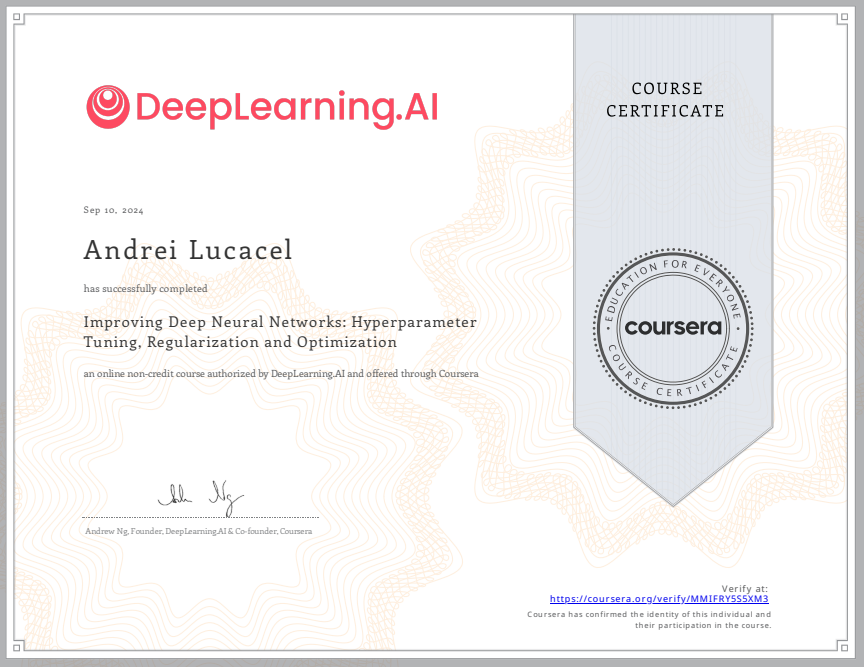 DeepLearning.AI
COURSE
CERTIFICATE
Sep 10, 2024
Andrei Lucacel
has successfully completed
Improving Deep Neural Networks: Hyperparameter
Tuning, Regularization and Optimization
an online non-credit course authorized by DeepLearning.AI and offered through Coursera
EDUCATION FOR EVERYONE
coursera
COURSE CERTIFICATE
Andrew Ng, Founder, DeepLearning.AI & Co-founder, Coursera
Verify at:
https://coursera.org/verify/MMIFRY5S5XM3
Coursera has confirmed the identity of this individual and
their participation in the course.